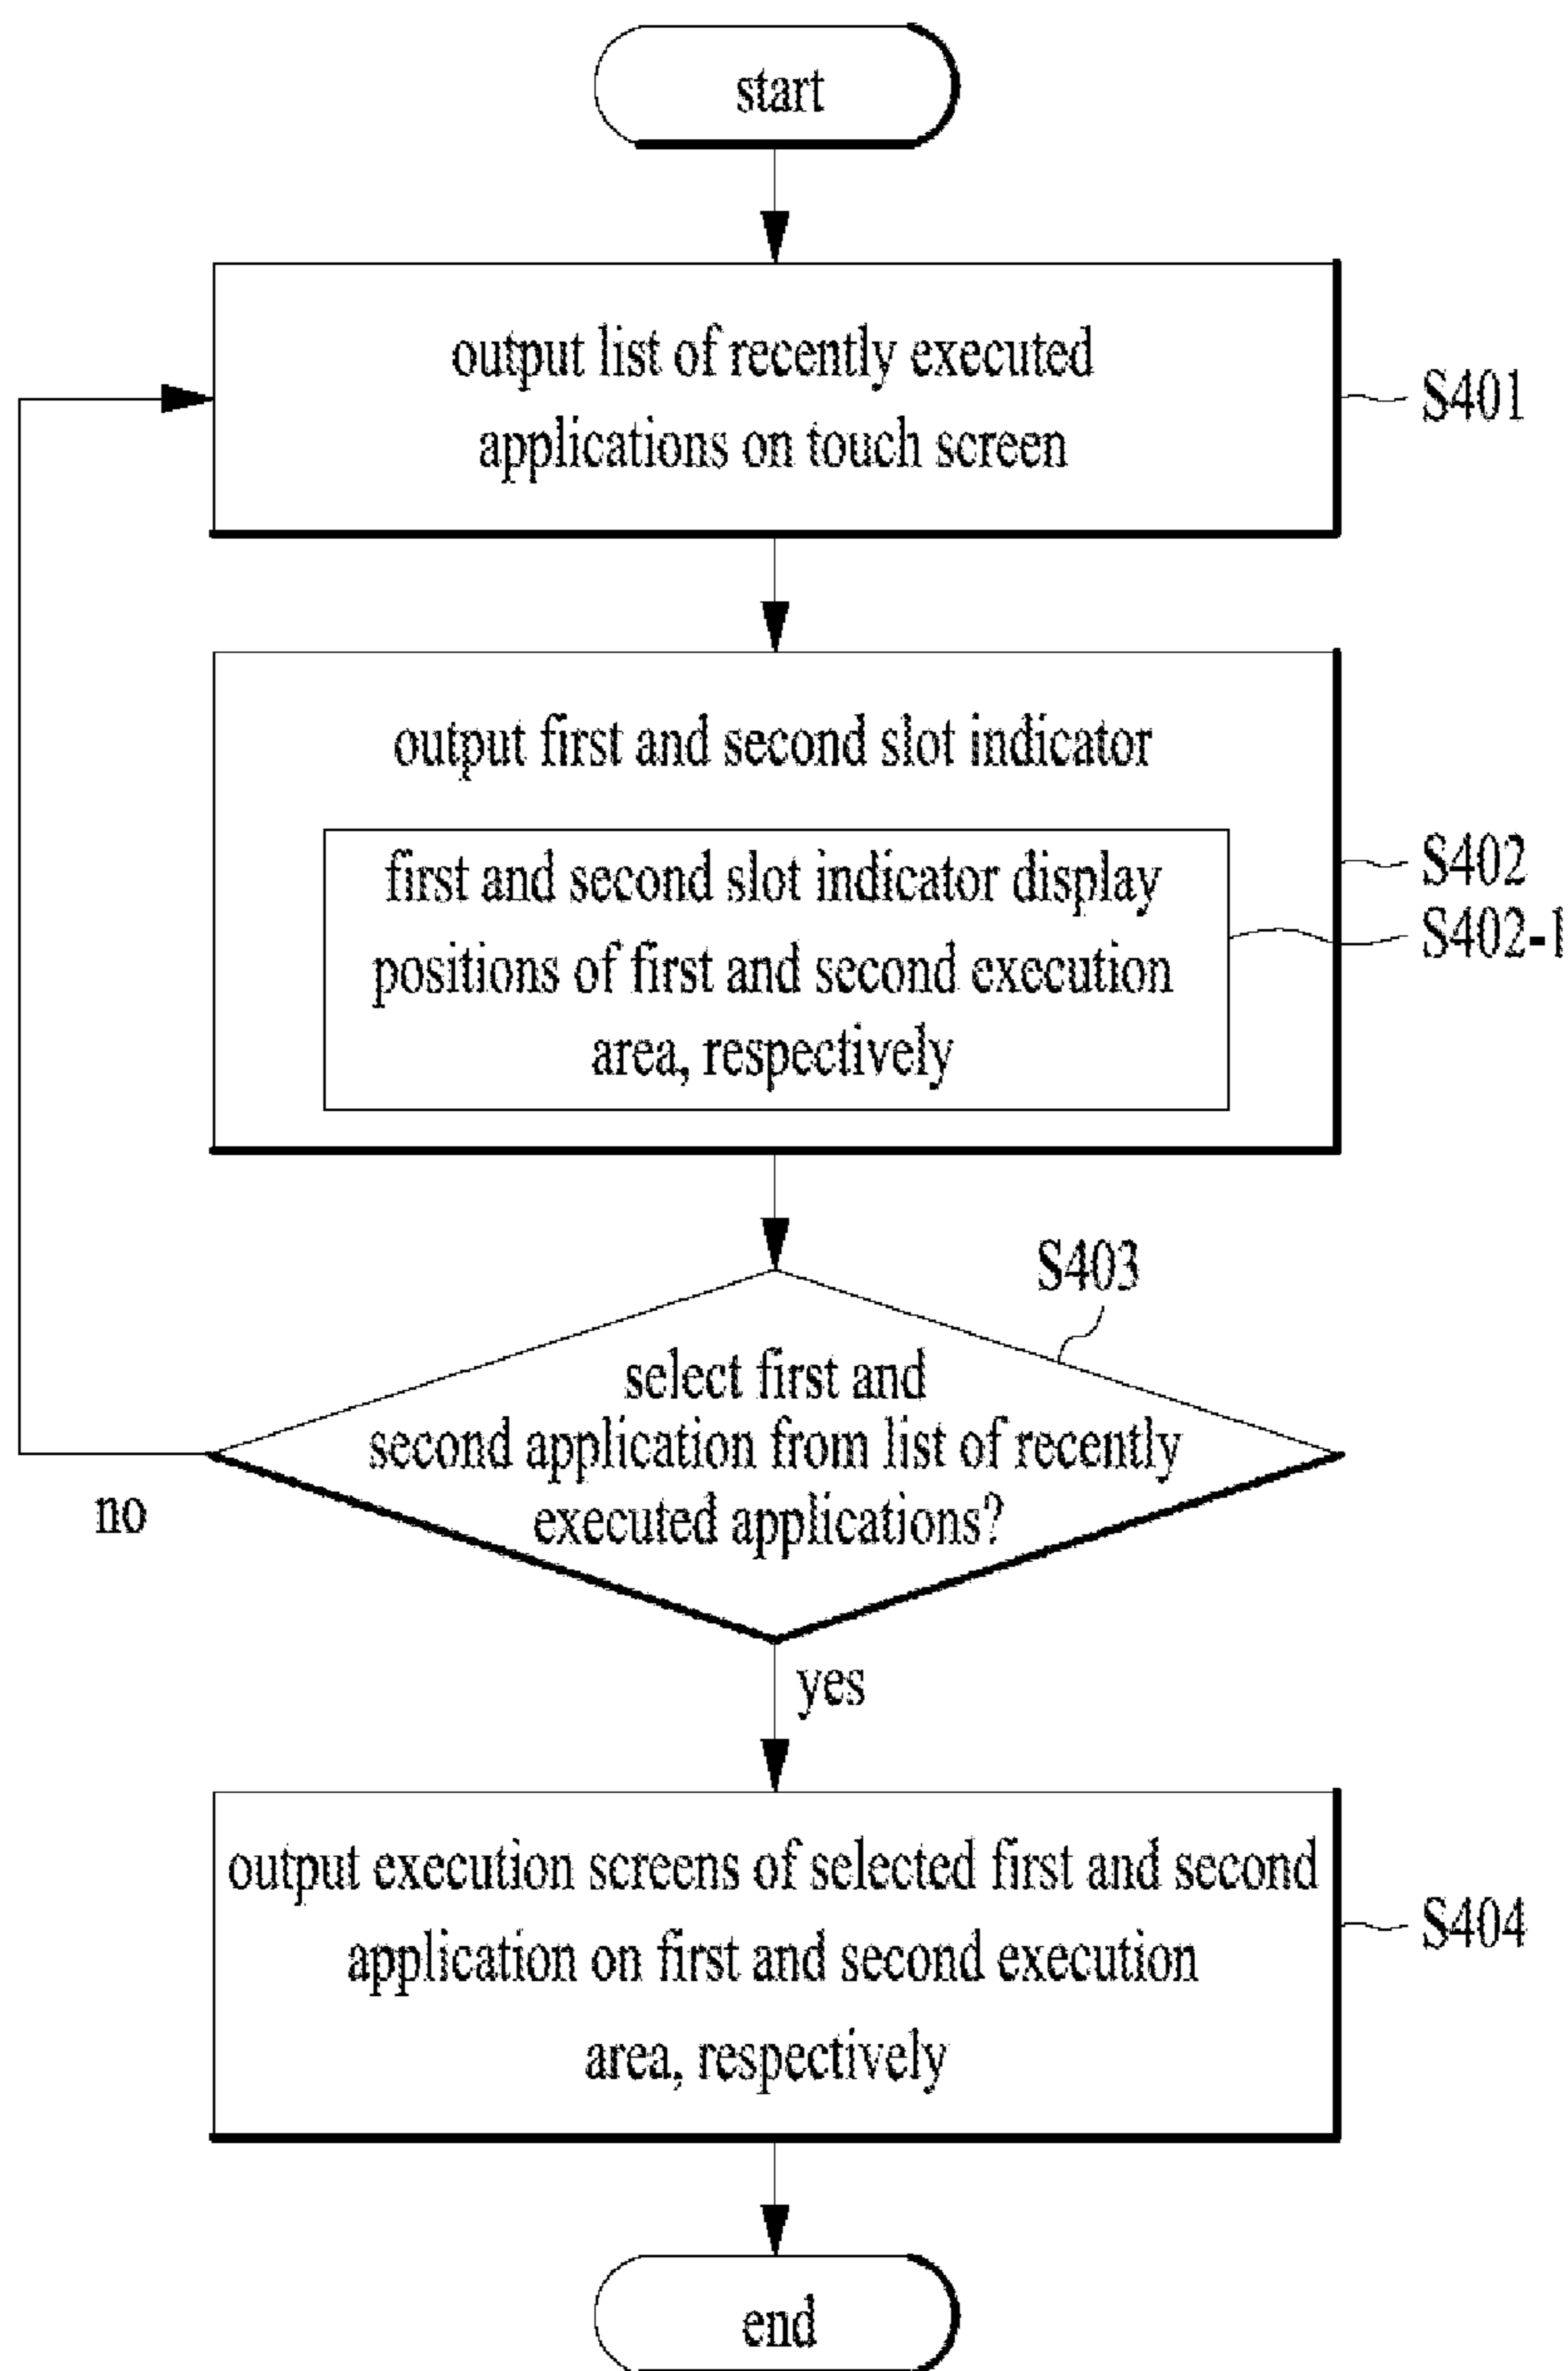 start
output list of recently executed
applications on touch screen
S401
output first and second slot indicator
first and second slot indicator display
positions of first and second execution
area, respectively
S402
S402-1
S403
select first and
second application from list of recently
executed applications?
no
yes
output execution screens of selected first and second
application on first and second execution
area, respectively
S404
end